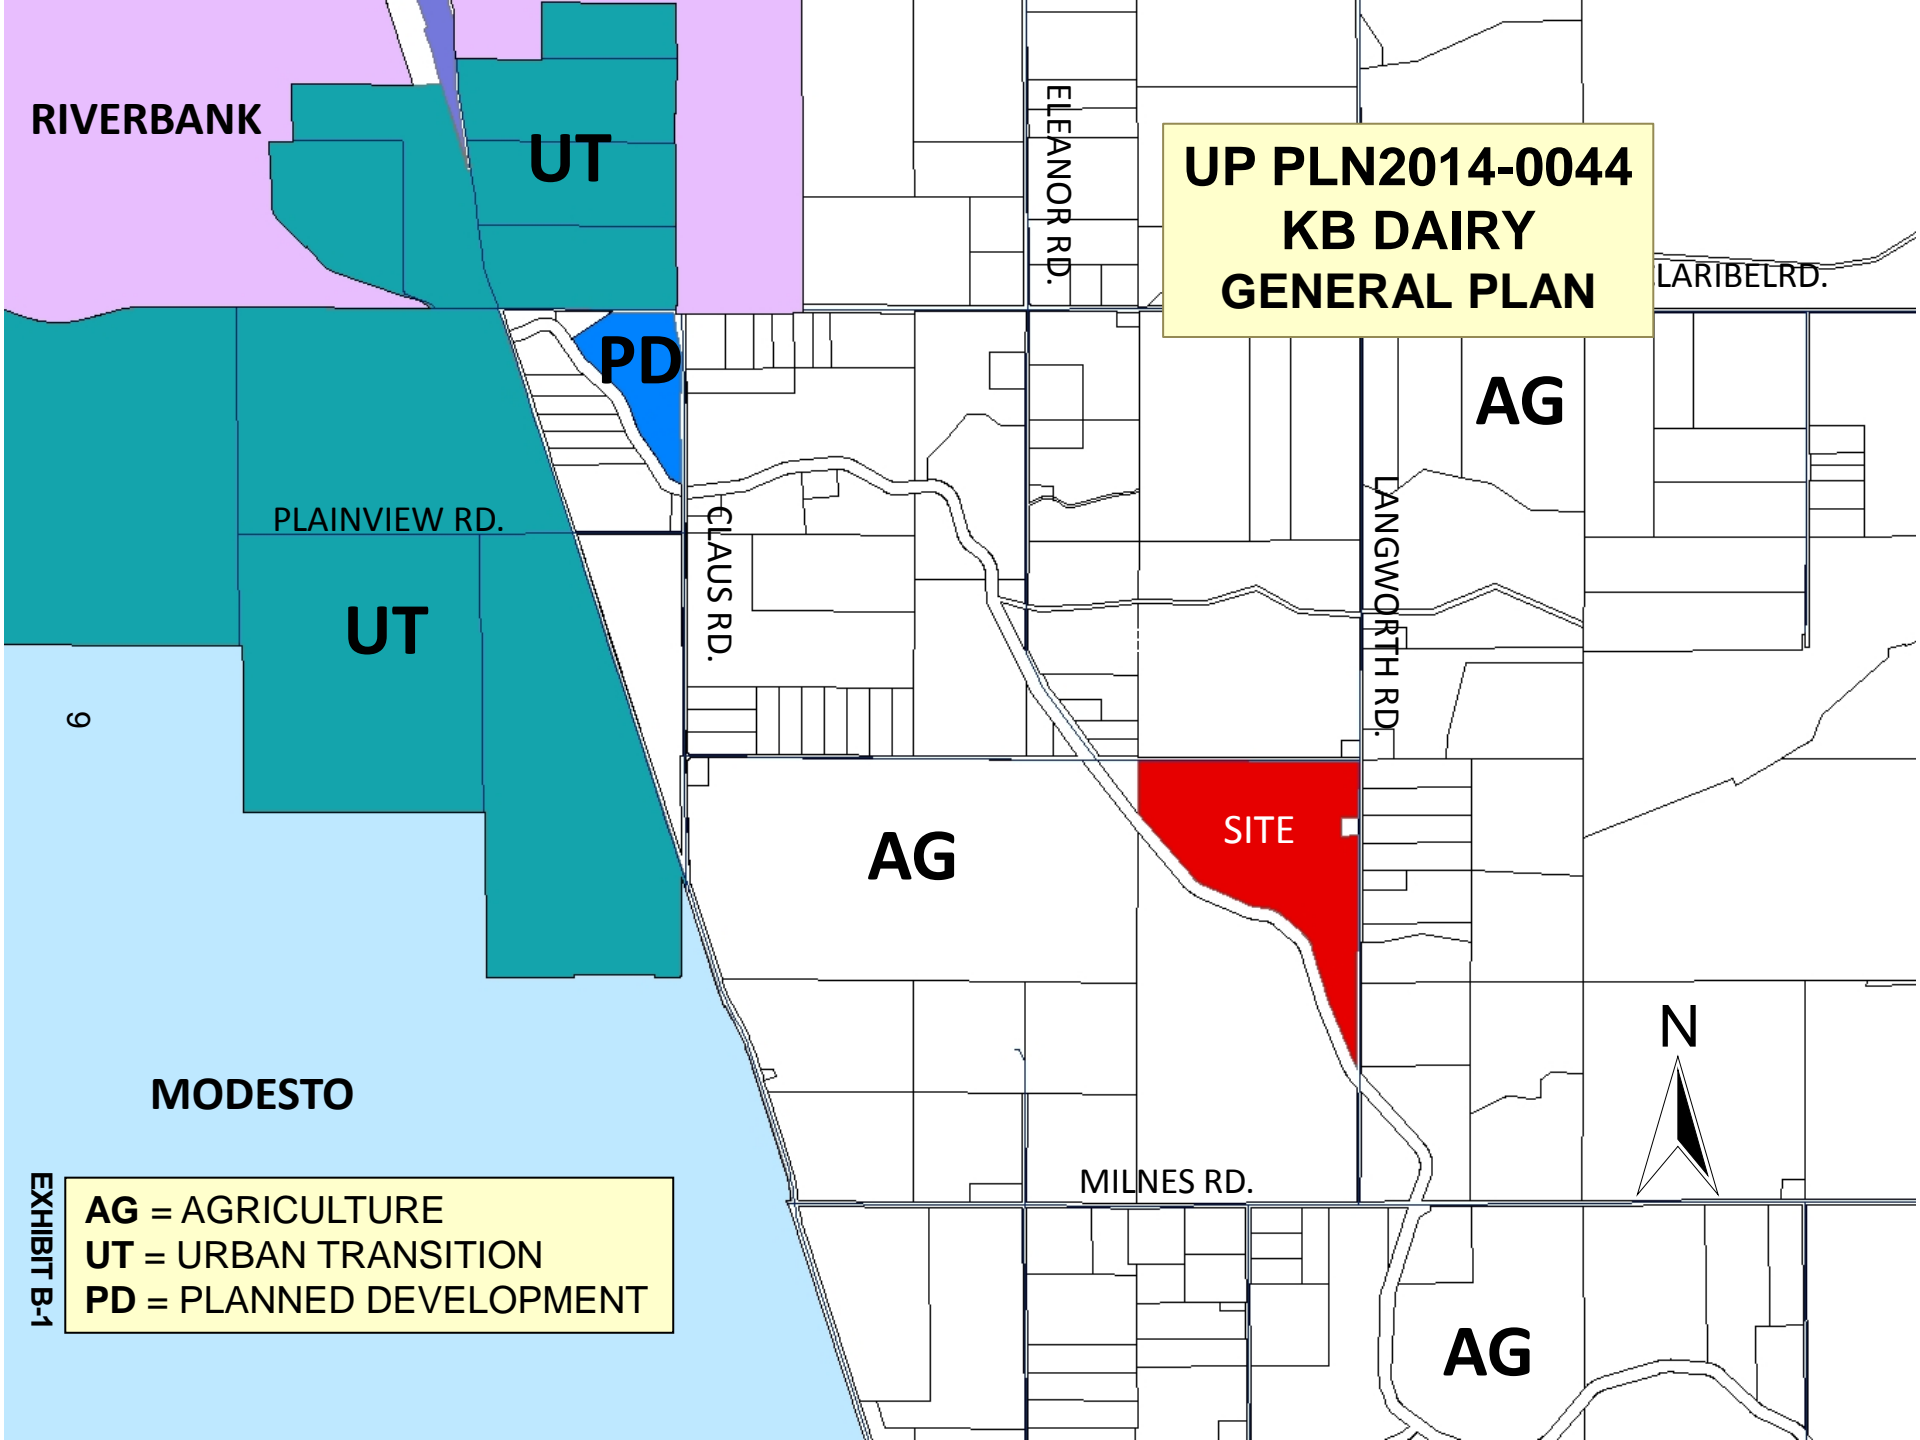 RIVERBANK
UT
ELEANOR RD.
UP PLN2014-0044
KB DAIRY
GENERAL PLAN
LARIBELRD.
PD
AG
PLAINVIEW RD.
CLAUS RD.
LANGWORTH RD.
UT
9
SITE
AG
N
MODESTO
MILNES RD.
EXHIBIT B-1
AG = AGRICULTURE
UT = URBAN TRANSITION
PD = PLANNED DEVELOPMENT
AG